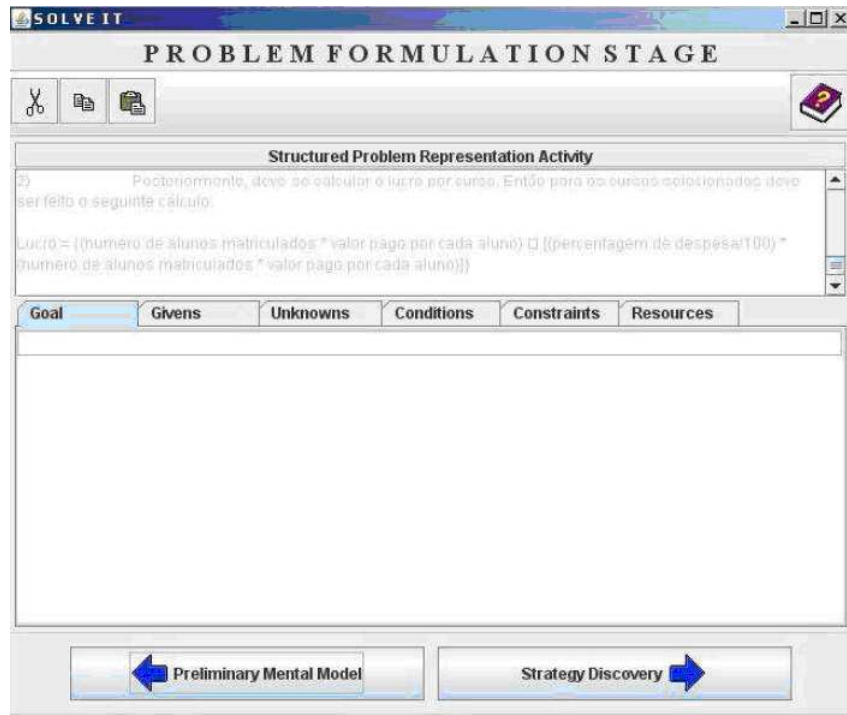 SOLVE IT
PROBLEM FORMULATION STAGE
Structured Problem Representation Activity
2) Posteriormente, deve se calcular o lucro por curso. Então para os cursos selecionados deve
ser feito o seguinte cálculo:
Lucro = {(numero de alunos matriculados * valor pago por cada aluno) □ [(percentagem de despesa/100) *
(numero de alunos matriculados * valor pago por cada aluno)]}
Goal Givens Unknowns Conditions Constraints Resources
Preliminary Mental Model Strategy Discovery